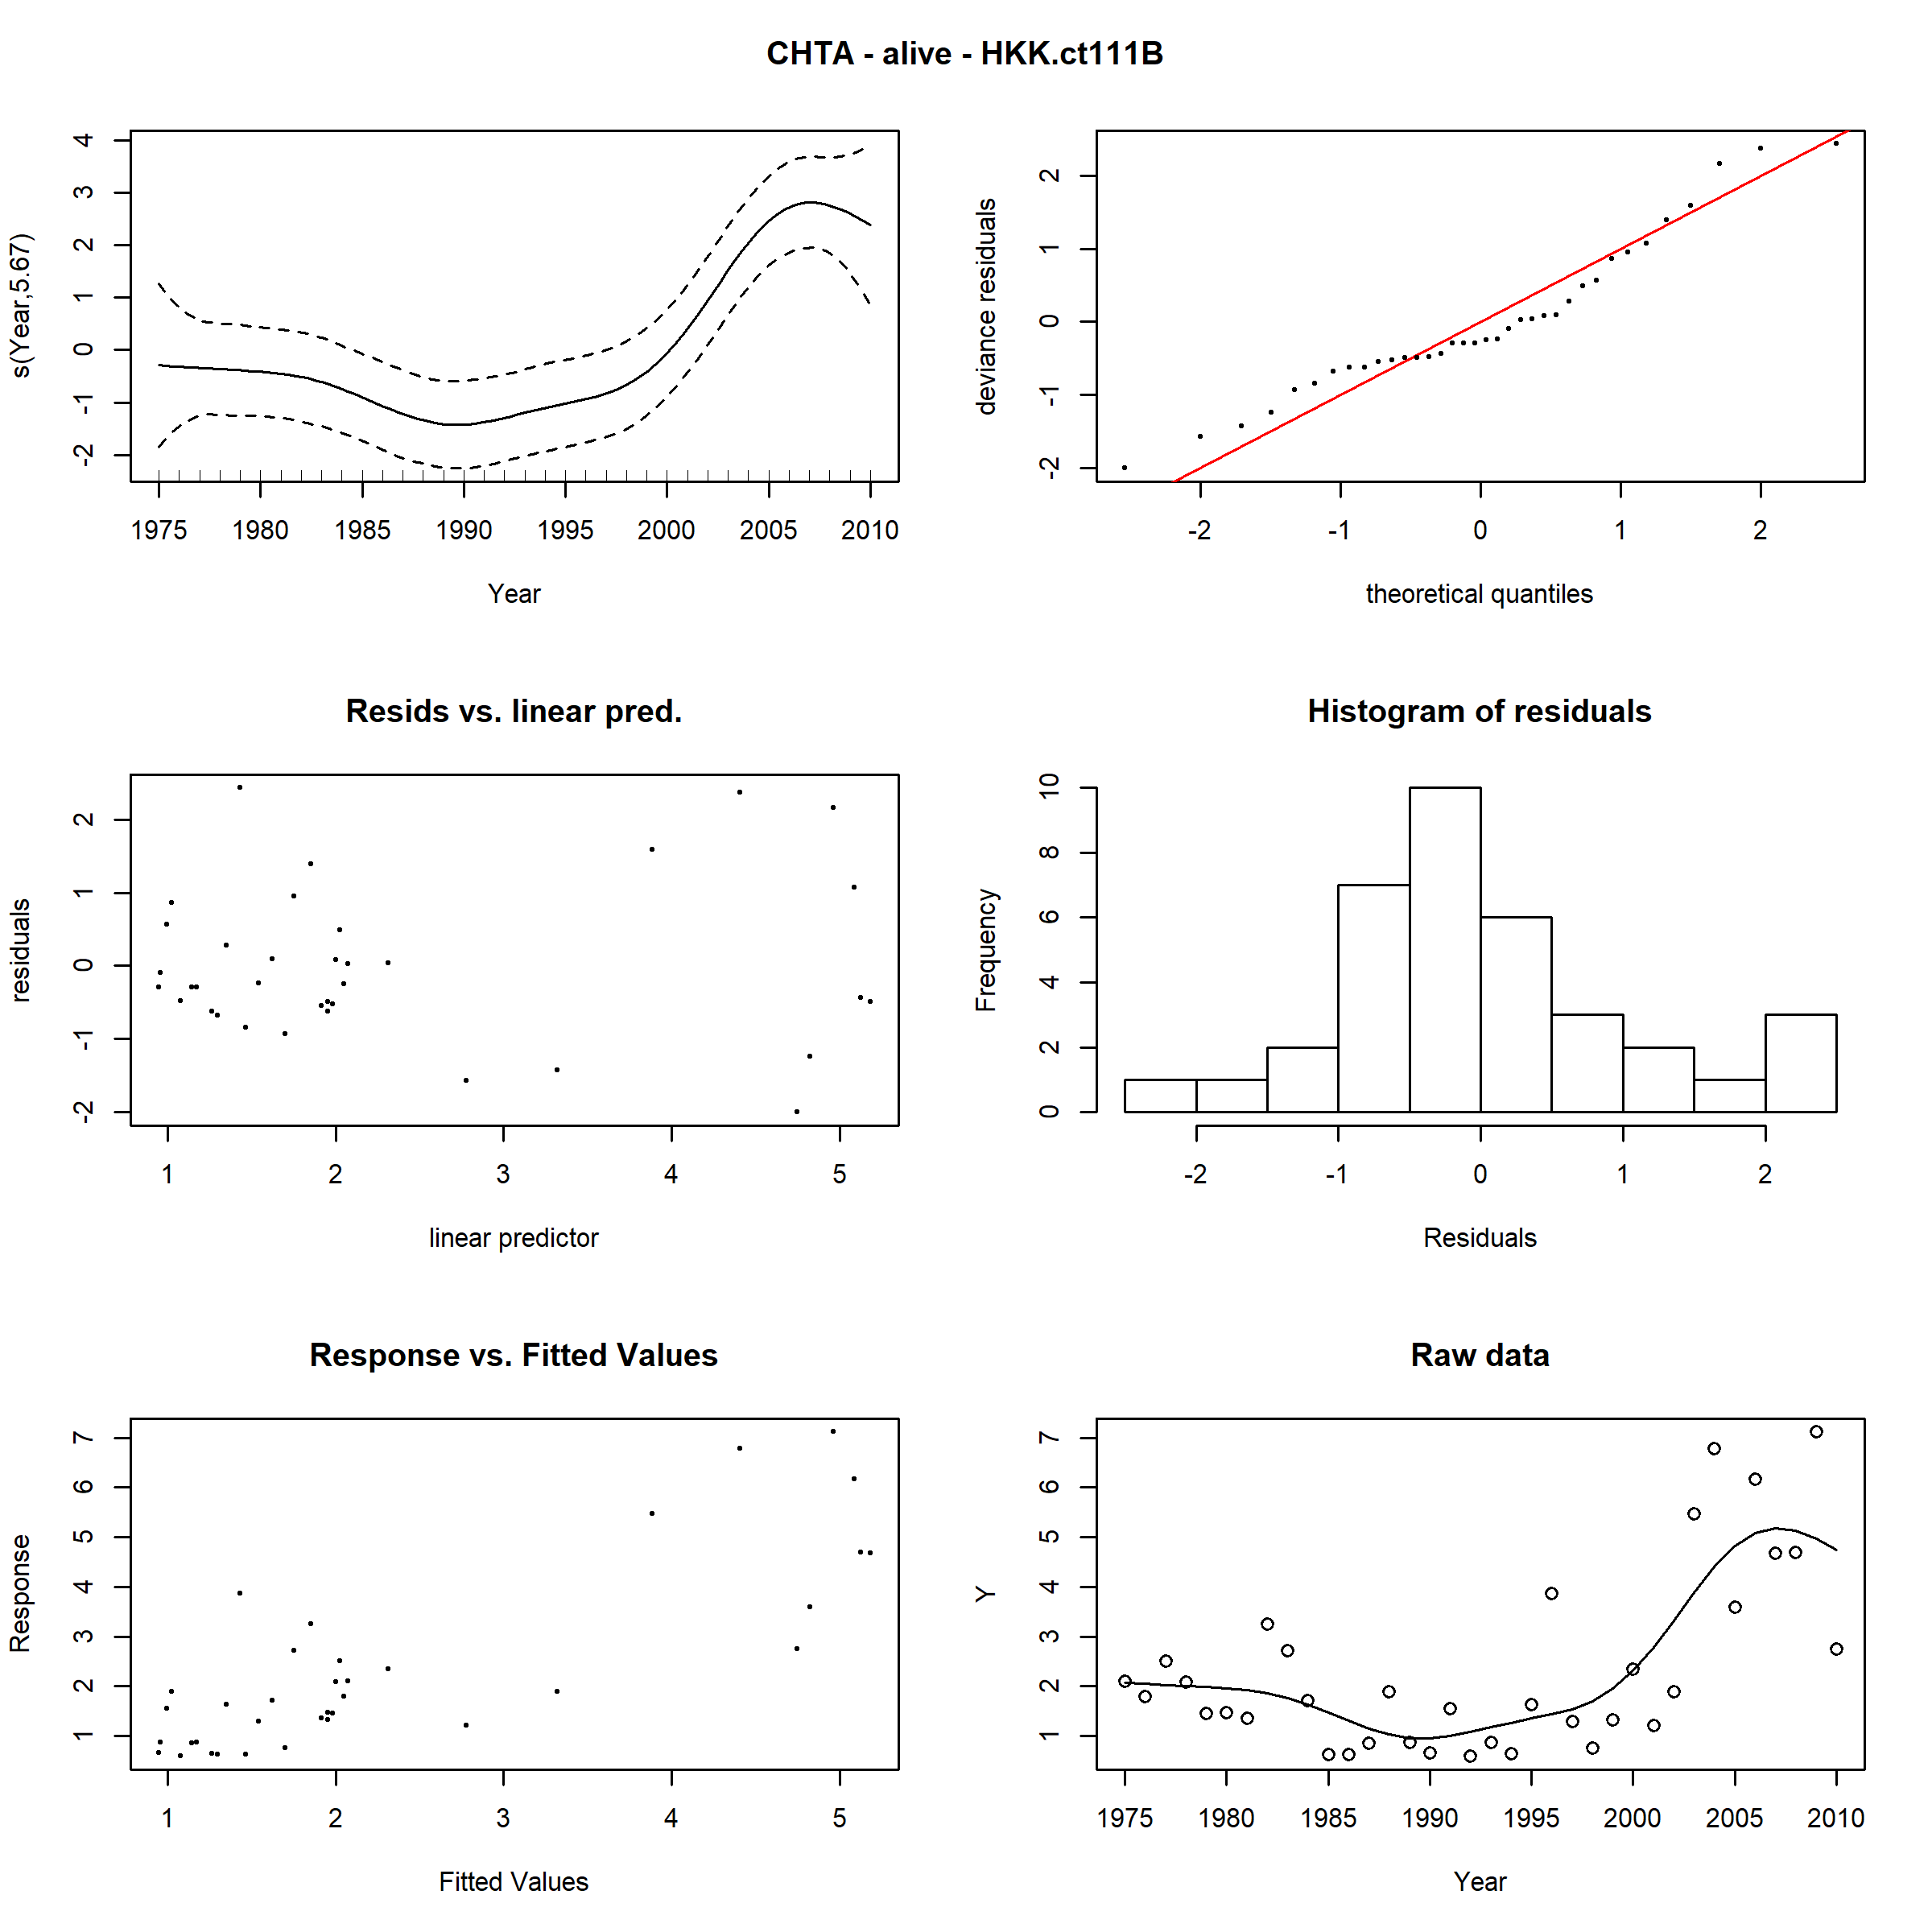 CHTA - alive - HKK.ct111B
s(Year,5.67)
4
3
2
1
0
-1
-2
1975 1980 1985 1990 1995 2000 2005 2010
Year
deviance residuals
2
1
0
-1
-2
-2 -1 0 1 2
theoretical quantiles
Resids vs. linear pred.
residuals
2
1
0
-1
-2
1 2 3 4 5
linear predictor
Histogram of residuals
Frequency
10
8
6
4
2
0
-2 -1 0 1 2
Residuals
Response vs. Fitted Values
Response
7
6
5
4
3
2
1
1 2 3 4 5
Fitted Values
Raw data
Y
7
6
5
4
3
2
1
1975 1980 1985 1990 1995 2000 2005 2010
Year